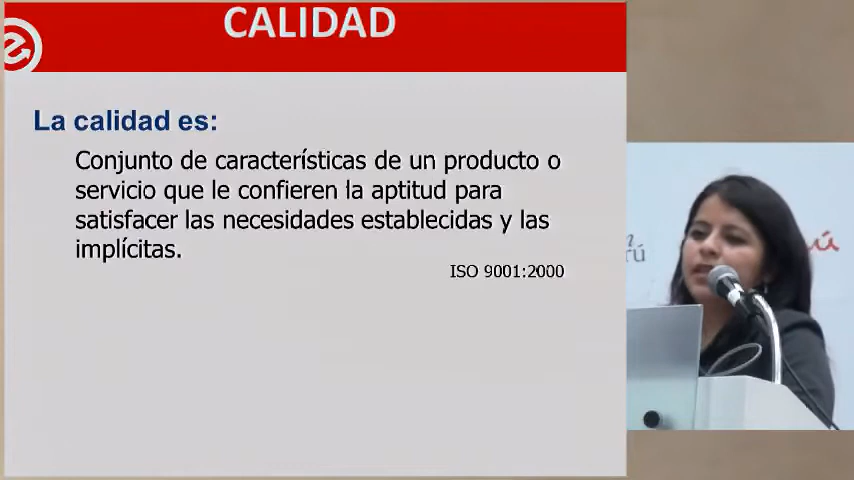 CALIDAD
La calidad es:
Conjunto de características de un producto o
servicio que le confieren la aptitud para
satisfacer las necesidades establecidas y las
implícitas.
ISO 9001:2000